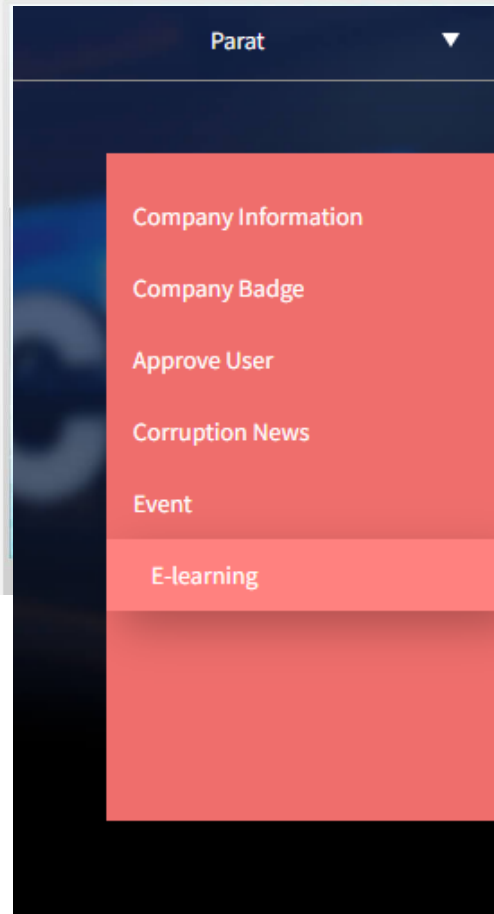 Parat
Company Information
Company Badge
Approve User
Corruption News
Event
E-learning